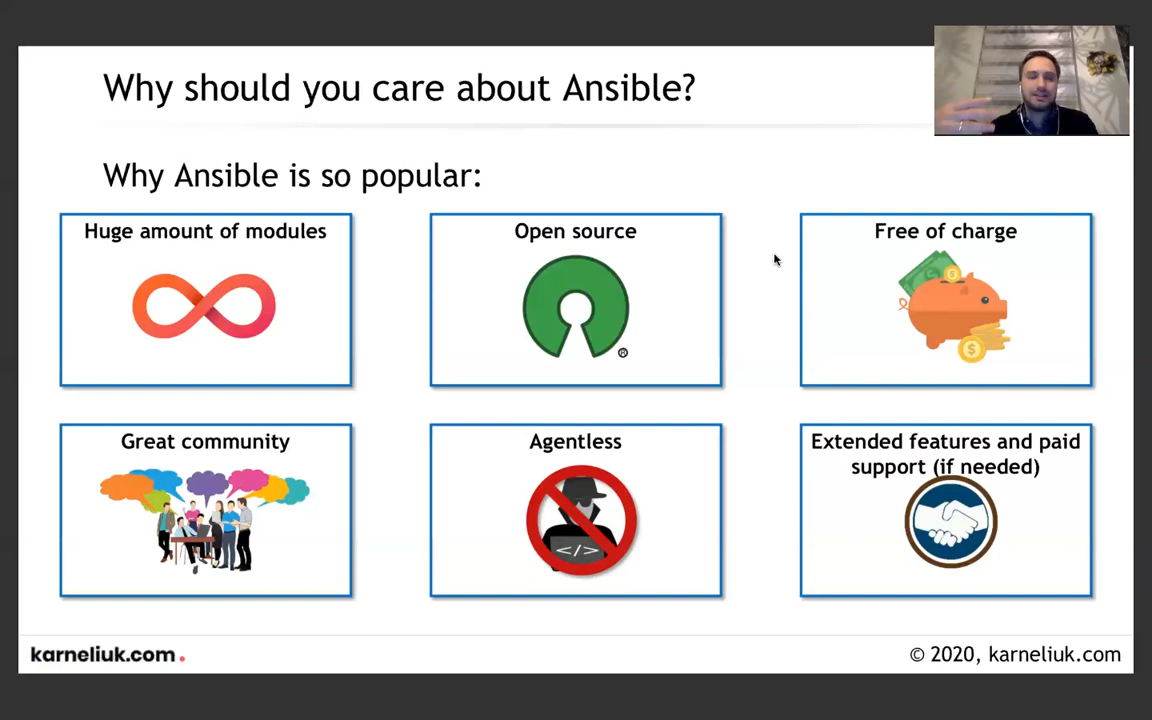 Why should you care about Ansible?
Why Ansible is so popular:
Huge amount of modules
Open source
®
Free of charge
Great community
Agentless
</>
Extended features and paid
support (if needed)
karneliuk.com.
© 2020, karneliuk.com